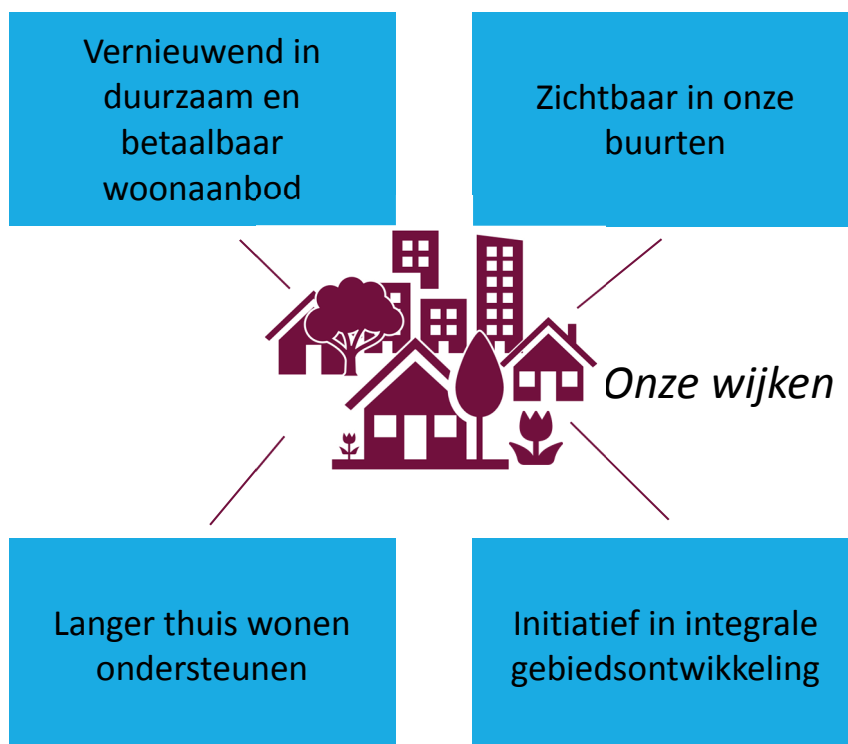 Vernieuwend in
duurzaam en
betaalbaar
woonaanbod
Zichtbaar in onze
buurten
Onze wijken
Langer thuis wonen
ondersteunen
Initiatief in integrale
gebiedsontwikkeling